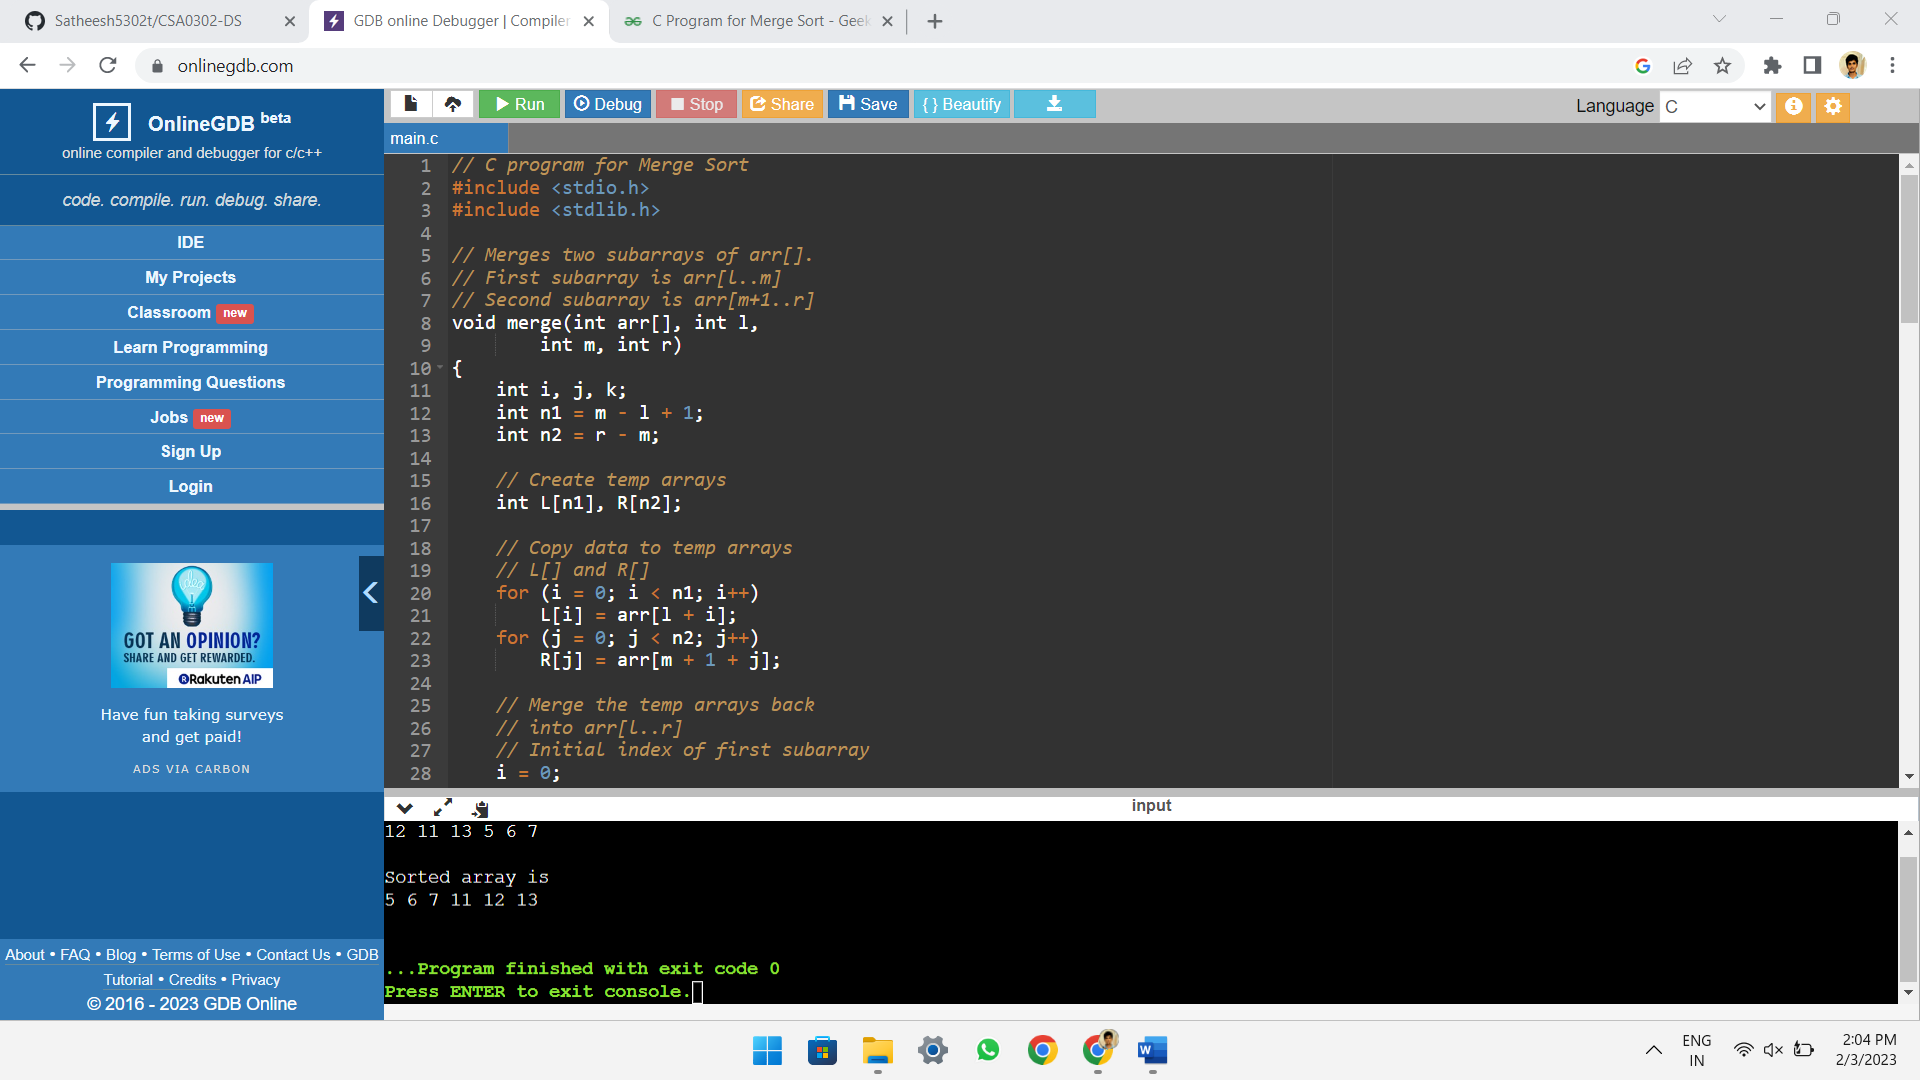 Satheesh5302t/CSA0302-DS
GDB online Debugger | Compiler
C Program for Merge Sort - Geek
onlinegdb.com
OnlineGDB beta
online compiler and debugger for c/c++
code. compile. run. debug. share.
IDE
My Projects
Classroom new
Learn Programming
Programming Questions
Jobs new
Sign Up
Login
GOT AN OPINION?
SHARE AND GET REWARDED.
Rakuten AIP
Have fun taking surveys
and get paid!
ADS VIA CARBON
About • FAQ • Blog • Terms of Use • Contact Us • GDB
Tutorial • Credits • Privacy
© 2016 - 2023 GDB Online
Run Debug Stop Share Save { } Beautify
Language C
main.c
1 // C program for Merge Sort
2 #include <stdio.h>
3 #include <stdlib.h>
4
5 // Merges two subarrays of arr[].
6 // First subarray is arr[l..m]
7 // Second subarray is arr[m+1..r]
8 void merge(int arr[], int l,
9 int m, int r)
10 {
11 int i, j, k;
12 int n1 = m - l + 1;
13 int n2 = r - m;
14
15 // Create temp arrays
16 int L[n1], R[n2];
17
18 // Copy data to temp arrays
19 // L[] and R[]
20 for (i = 0; i < n1; i++)
21 L[i] = arr[l + i];
22 for (j = 0; j < n2; j++)
23 R[j] = arr[m + 1 + j];
24
25 // Merge the temp arrays back
26 // into arr[l..r]
27 // Initial index of first subarray
28 i = 0;
input
12 11 13 5 6 7
Sorted array is
5 6 7 11 12 13
...Program finished with exit code 0
Press ENTER to exit console.
ENG
IN
2:04 PM
2/3/2023